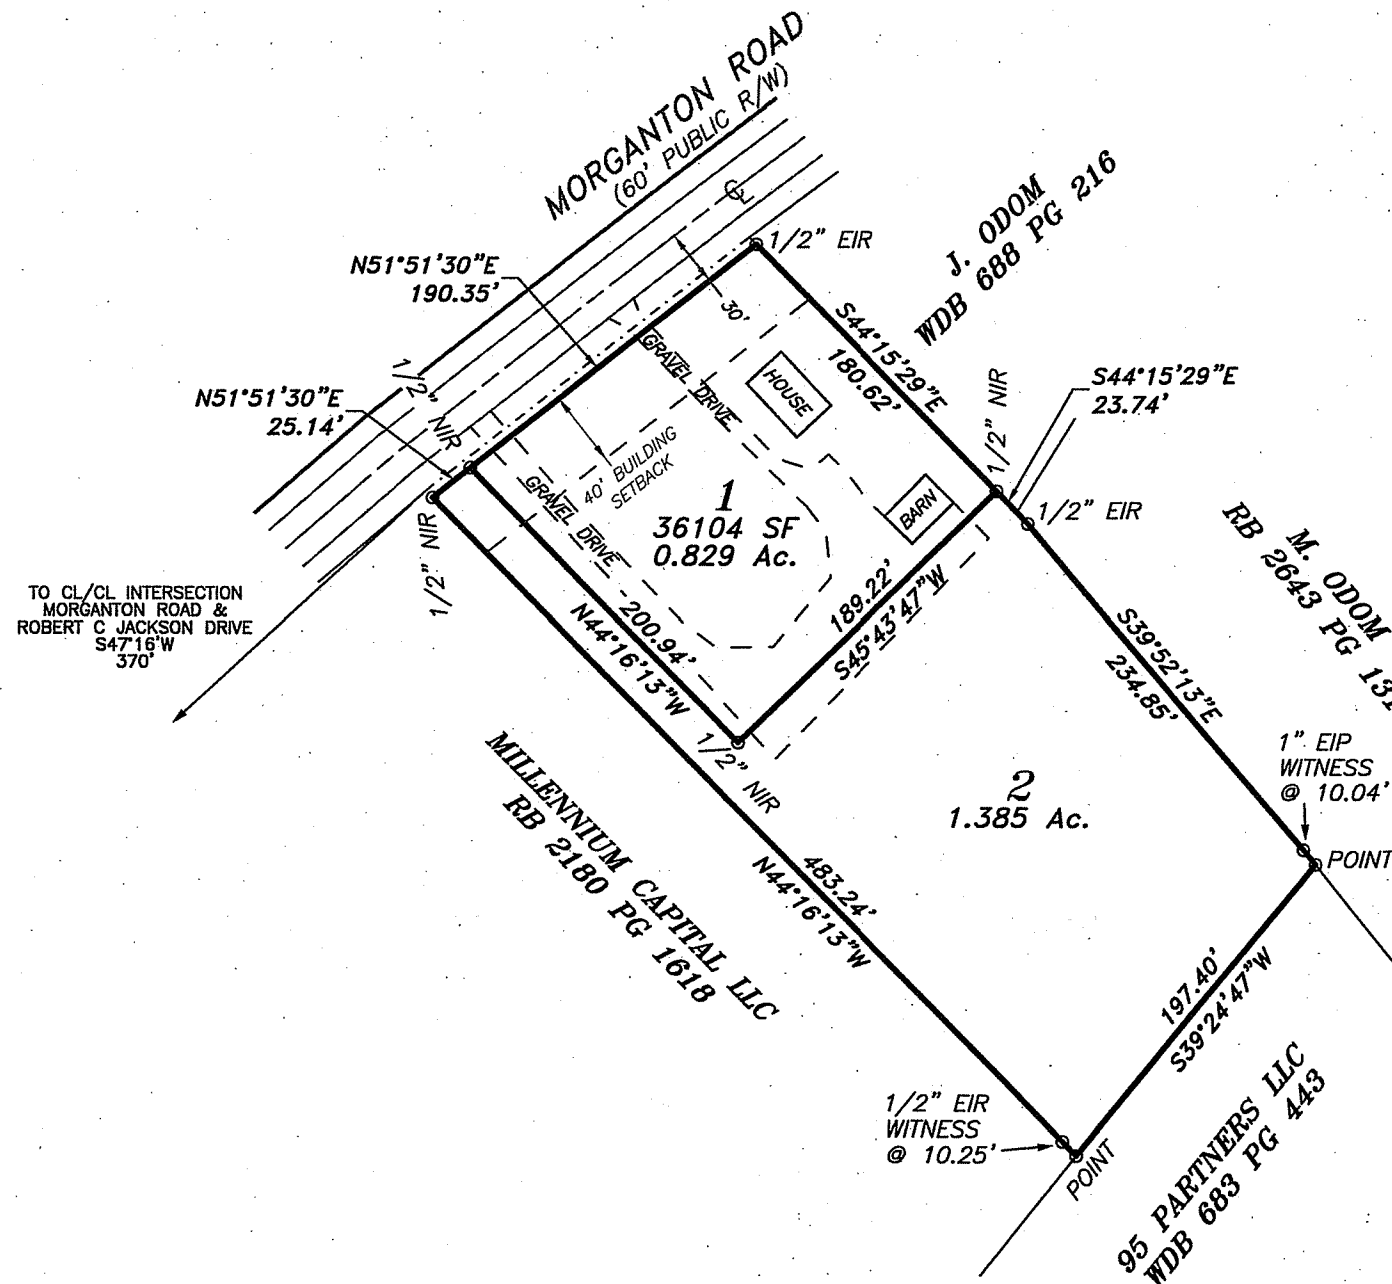 MORGANTON ROAD
(60' PUBLIC R/W)
CL
1/2" EIR
J. ODOM
WDB 688 PG 216
N51°51'30"E
190.35'
30'
S44°15'29"E
180.62'
GRAVEL DRIVE
HOUSE
S44°15'29"E
23.74'
1/2" NIR
N51°51'30"E
25.14'
1/2" NIR
40' BUILDING
SETBACK
GRAVEL DRIVE
1
36104 SF
0.829 Ac.
BARN
1/2" EIR
M. ODOM
RB 2643 PG 131
1/2" NIR
TO CL/CL INTERSECTION
MORGANTON ROAD &
ROBERT C JACKSON DRIVE
S47°16'W
370'
200.94'
N44°16'13"W
189.22'
S45°43'47"W
S39°52'13"E
234.85'
1/2" NIR
1" EIP
WITNESS
@ 10.04'
POINT
MILLENNIUM CAPITAL LLC
RB 2180 PG 1618
2
1.385 Ac.
483.24'
N44°16'13"W
197.40'
S39°24'47"W
1/2" EIR
WITNESS
@ 10.25'
POINT
95 PARTNERS LLC
WDB 683 PG 443